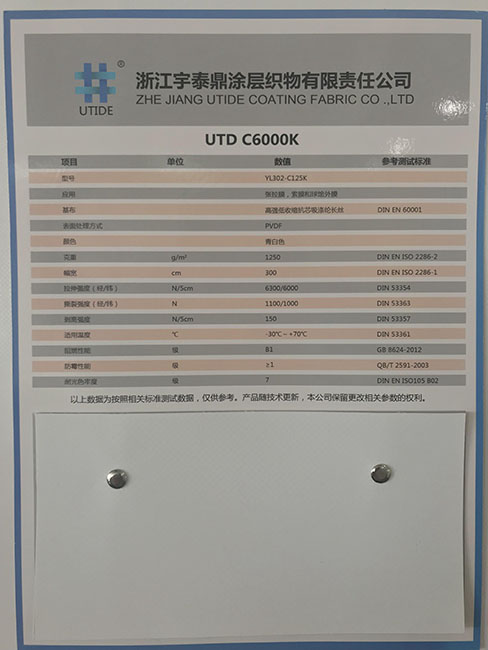 ®
UTIDE
浙江宇泰鼎涂层织物有限责任公司
ZHE JIANG UTIDE COATING FABRIC CO .,LTD
UTD C6000K
项目 单位 数值 参考测试标准
型号 YL302-C125K
应用 张拉膜，索膜和球馆外膜
基布 高强低收缩抗芯吸涤纶长丝 DIN EN 60001
表面处理方式 PVDF
颜色 青白色
克重 g/m² 1250 DIN EN ISO 2286-2
幅宽 cm 300 DIN EN ISO 2286-1
拉伸强度（经/纬） N/5cm 6300/6000 DIN 53354
撕裂强度（经/纬） N 1100/1000 DIN 53363
剥离强度 N/5cm 150 DIN 53357
适用温度 ℃ -30℃～+70℃ DIN 53361
阻燃性能 级 B1 GB 8624-2012
防霉性能 级 ≥1 QB/T 2591-2003
耐光色牢度 级 7 DIN EN ISO105 B02
以上数据为按照相关标准测试数据，仅供参考。产品随技术更新，本公司保留更改相关参数的权利。